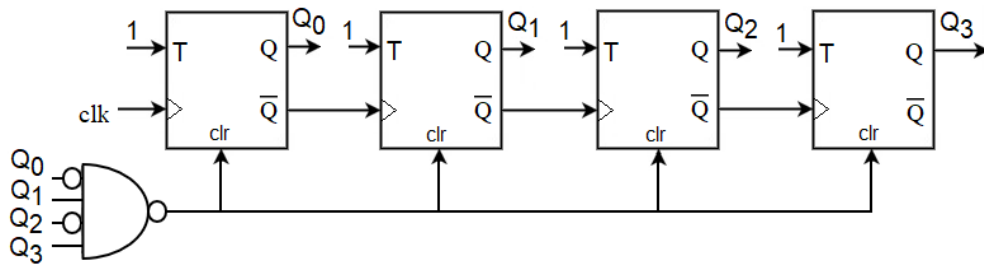 1 T Q Q0 1 T Q Q1 1 T Q Q2 1 T Q Q3
clk Q̅ Q̅ Q̅ Q̅
clr clr clr clr
Q0
Q1
Q2
Q3